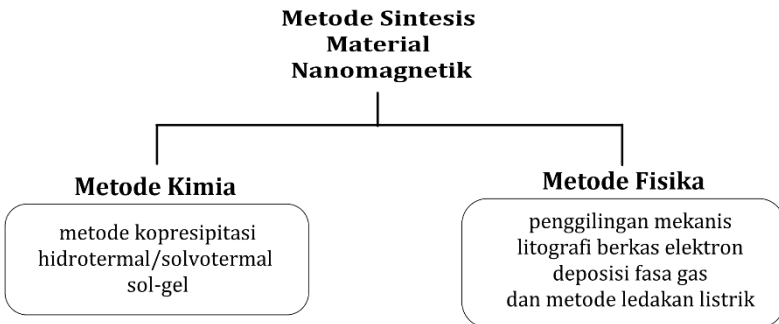 Metode Sintesis
Material
Nanomagnetik
Metode Kimia
metode kopresipitasi
hidrotermal/solvotermal
sol-gel
Metode Fisika
penggilingan mekanis
litografi berkas elektron
deposisi fasa gas
dan metode ledakan listrik